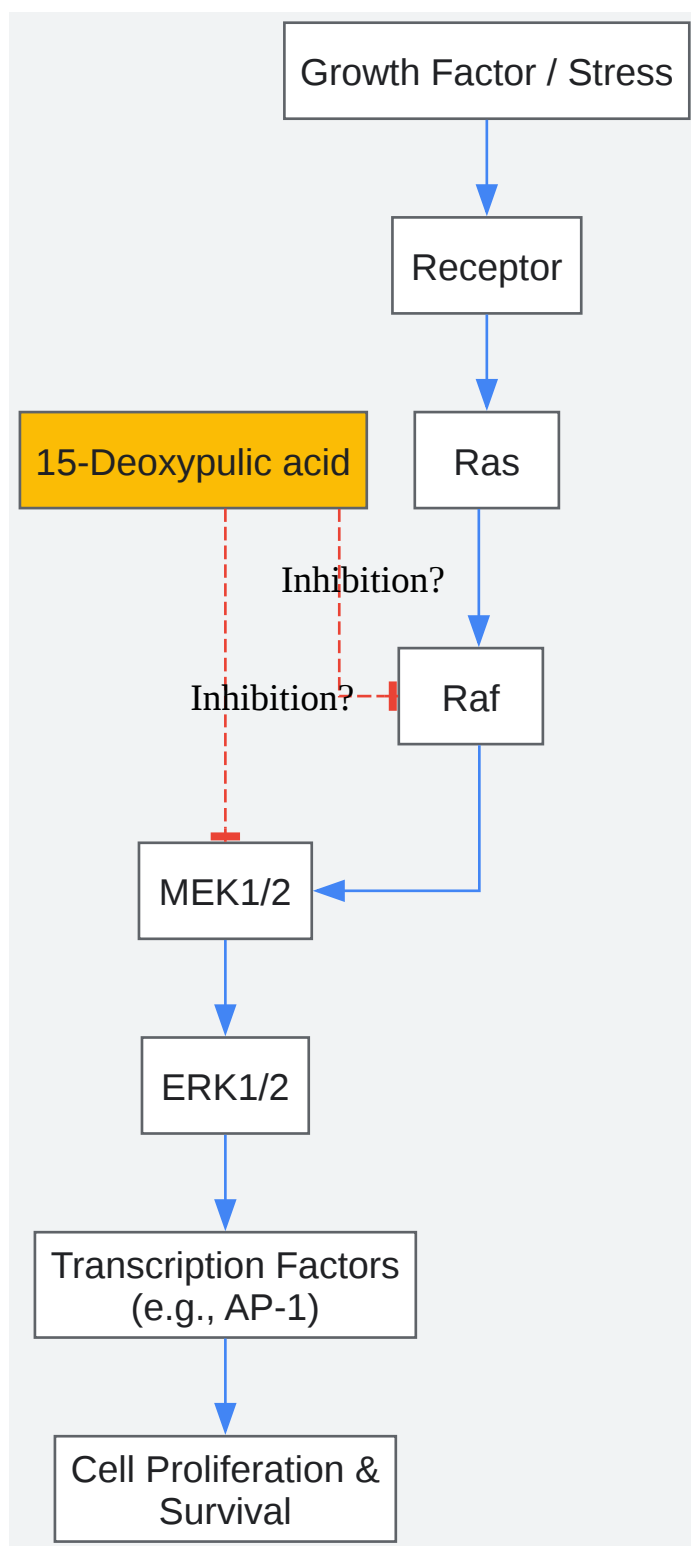 Growth Factor / Stress
Receptor
15-Deoxypulic acid
Ras
Inhibition?
Inhibition?
Raf
MEK1/2
ERK1/2
Transcription Factors
(e.g., AP-1)
Cell Proliferation &
Survival